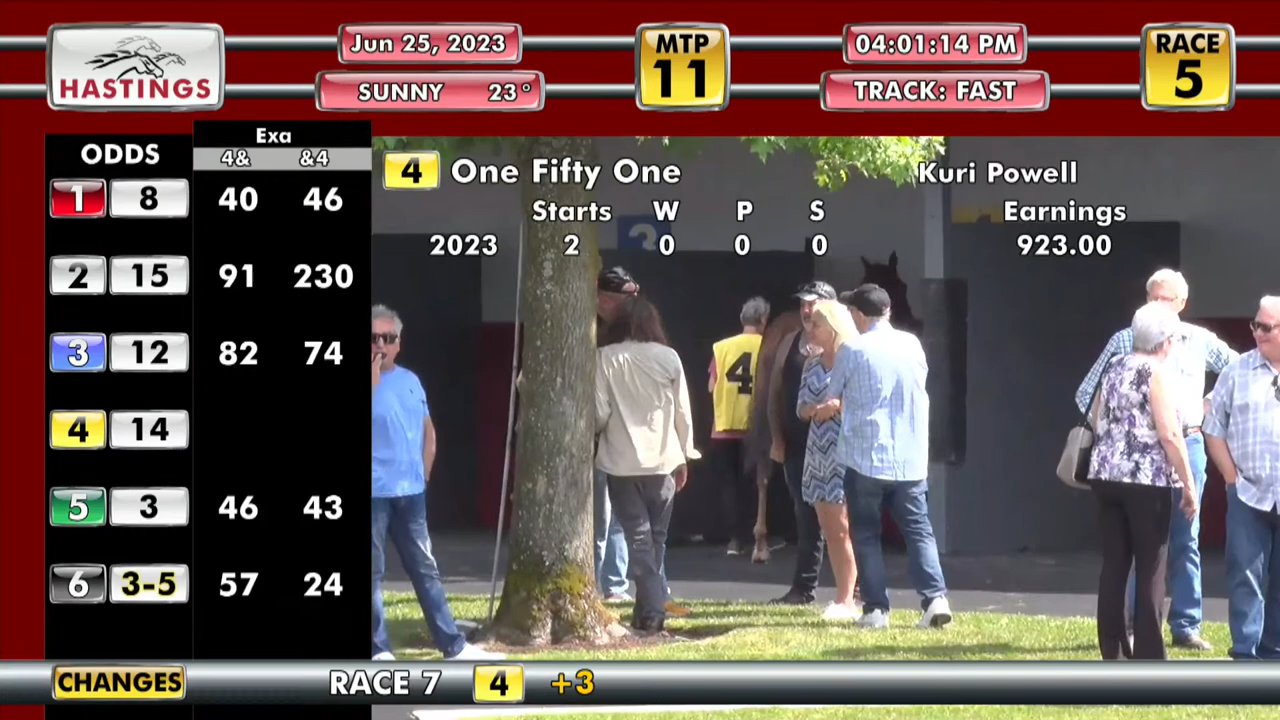 HASTINGS
Jun 25, 2023
SUNNY 23°
MTP
11
04:01:14 PM
TRACK: FAST
RACE
5
ODDS
Exa
4& &4
1 8 40 46
2 15 91 230
3 12 82 74
4 14
5 3 46 43
6 3-5 57 24
4 One Fifty One Kuri Powell
Starts W P S Earnings
2023 2 0 0 0 923.00
3
4
CHANGES RACE 7 4 +3